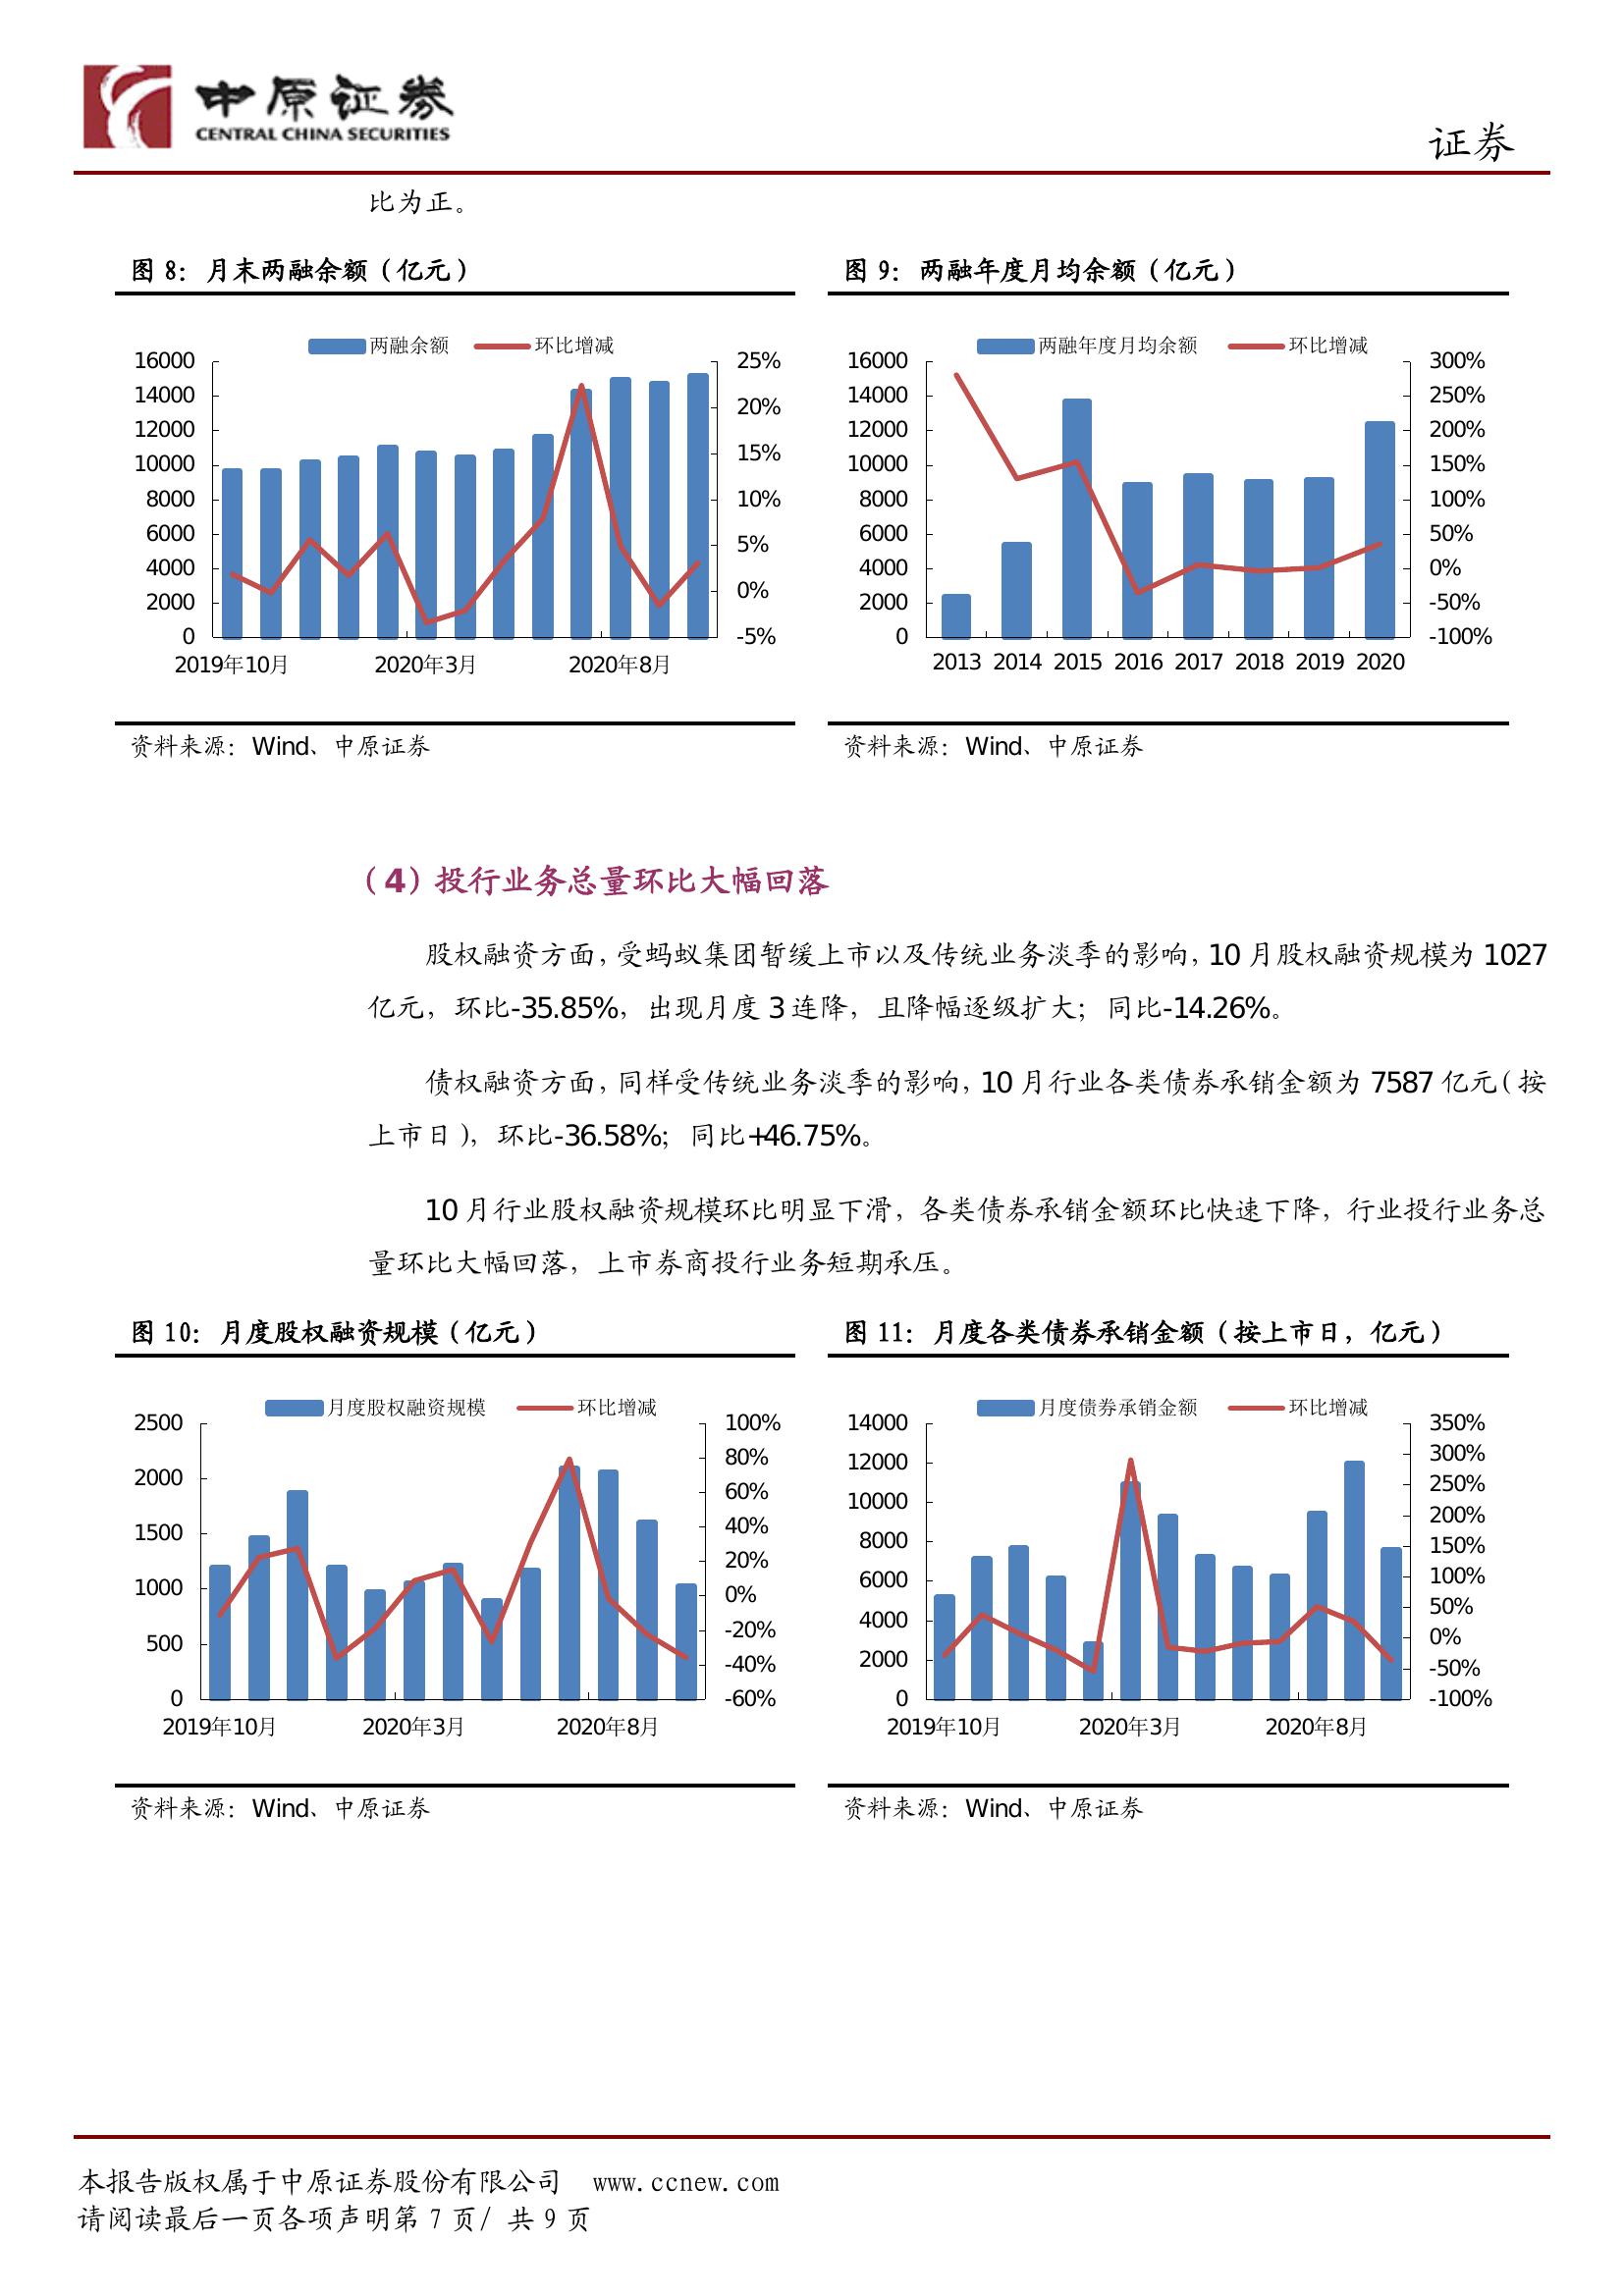 中原证券
CENTRAL CHINA SECURITIES
证券
比为正。
图 8：月末两融余额（亿元）
两融余额 环比增减
16000
14000
12000
10000
8000
6000
4000
2000
0
25%
20%
15%
10%
5%
0%
-5%
2019年10月 2020年3月 2020年8月
资料来源：Wind、中原证券
图 9：两融年度月均余额（亿元）
两融年度月均余额 环比增减
16000
14000
12000
10000
8000
6000
4000
2000
0
300%
250%
200%
150%
100%
50%
0%
-50%
-100%
2013 2014 2015 2016 2017 2018 2019 2020
资料来源：Wind、中原证券
（4）投行业务总量环比大幅回落
股权融资方面，受蚂蚁集团暂缓上市以及传统业务淡季的影响，10 月股权融资规模为 1027
亿元，环比-35.85%，出现月度 3 连降，且降幅逐级扩大；同比-14.26%。
债权融资方面，同样受传统业务淡季的影响，10 月行业各类债券承销金额为 7587 亿元（按
上市日），环比-36.58%；同比+46.75%。
10 月行业股权融资规模环比明显下滑，各类债券承销金额环比快速下降，行业投行业务总
量环比大幅回落，上市券商投行业务短期承压。
图 10：月度股权融资规模（亿元）
月度股权融资规模 环比增减
2500
2000
1500
1000
500
0
100%
80%
60%
40%
20%
0%
-20%
-40%
-60%
2019年10月 2020年3月 2020年8月
资料来源：Wind、中原证券
图 11：月度各类债券承销金额（按上市日，亿元）
月度债券承销金额 环比增减
14000
12000
10000
8000
6000
4000
2000
0
350%
300%
250%
200%
150%
100%
50%
0%
-50%
-100%
2019年10月 2020年3月 2020年8月
资料来源：Wind、中原证券
本报告版权属于中原证券股份有限公司 www.ccnew.com
请阅读最后一页各项声明第 7 页/ 共 9 页